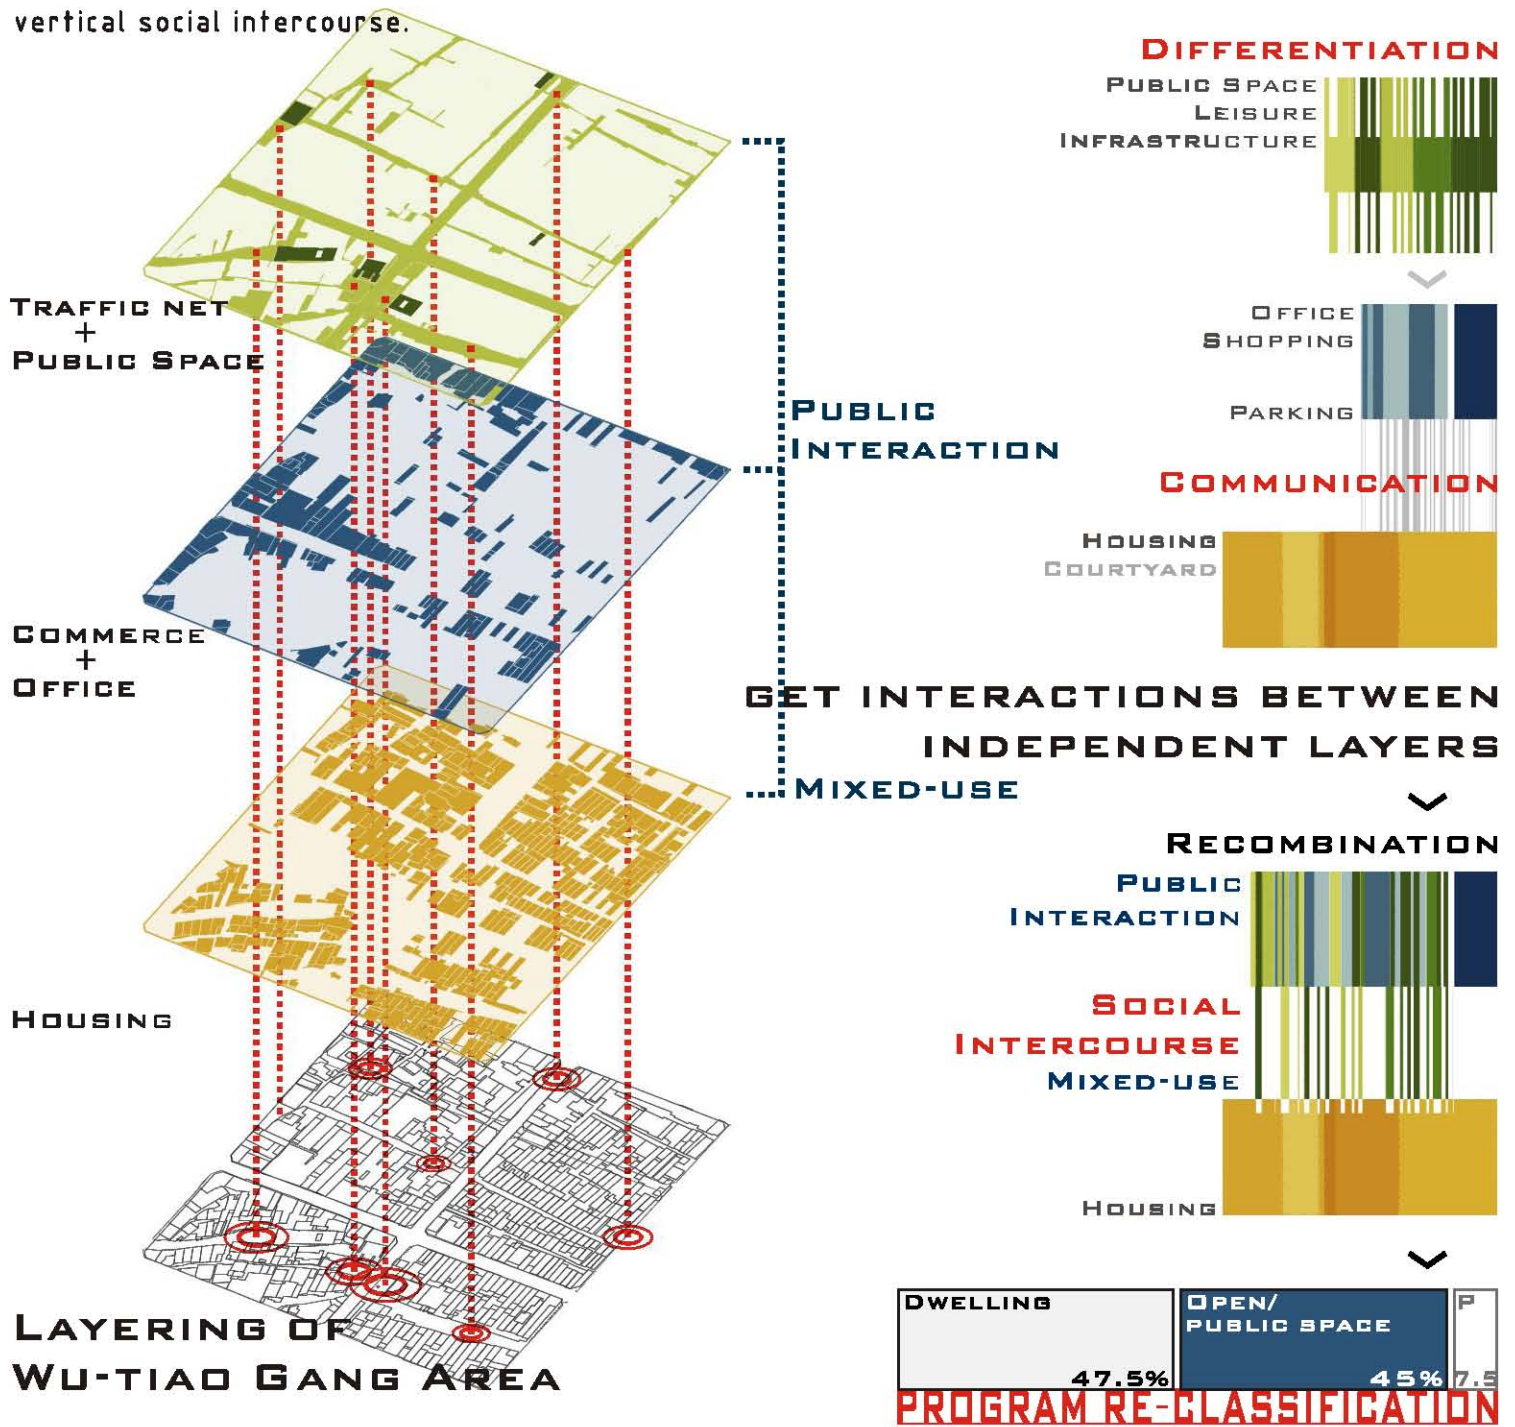 vertical social intercourse.
TRAFFIC NET
+
PUBLIC SPACE
COMMERCE
+
OFFICE
HOUSING
LAYERING OF
WU-TIAO GANG AREA
PUBLIC
INTERACTION
MIXED-USE
DIFFERENTIATION
PUBLIC SPACE
LEISURE
INFRASTRUCTURE
OFFICE
SHOPPING
PARKING
COMMUNICATION
HOUSING
COURTYARD
GET INTERACTIONS BETWEEN
INDEPENDENT LAYERS
RECOMBINATION
PUBLIC
INTERACTION
SOCIAL
INTERCOURSE
MIXED-USE
HOUSING
DWELLING
47.5%
OPEN/
PUBLIC SPACE
45%
P
7.5
PROGRAM RE-CLASSIFICATION